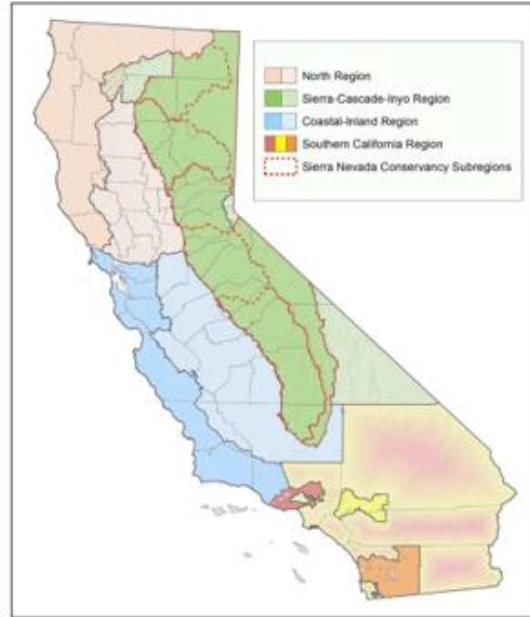 North Region
Sierra-Cascade-Inyo Region
Coastal-Inland Region
Southern California Region
Sierra Nevada Conservancy Subregions